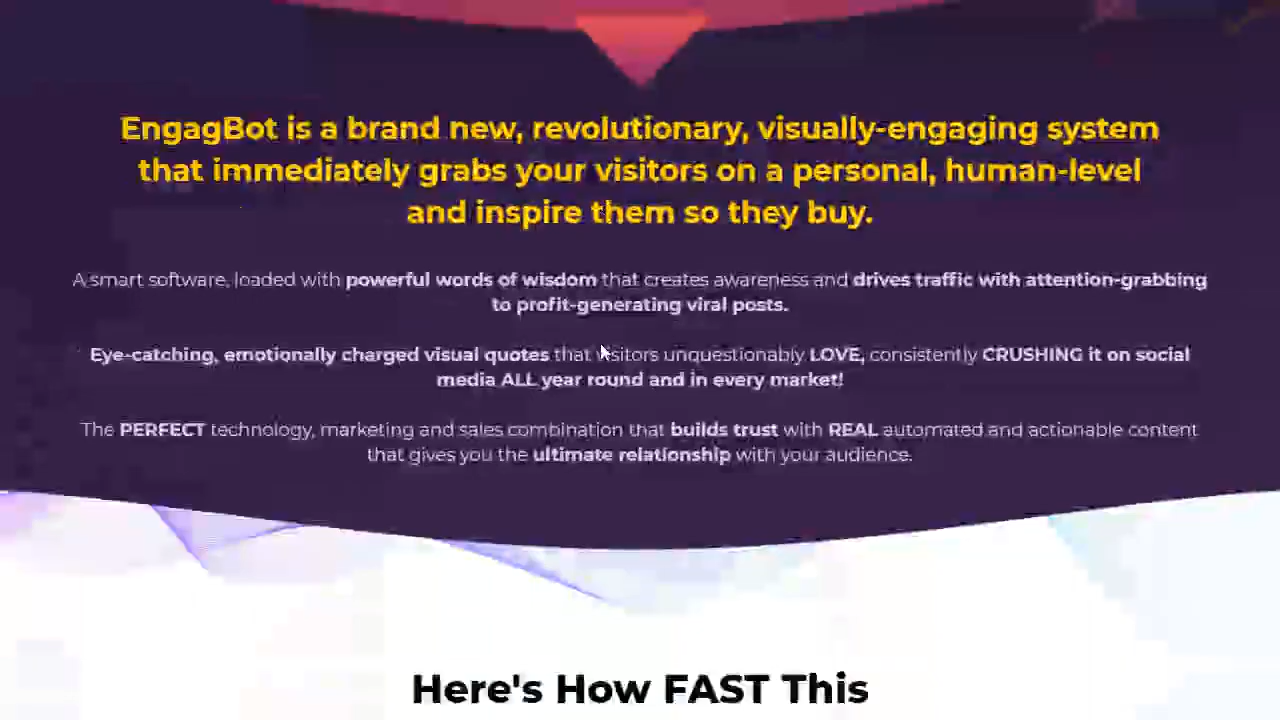 EngagBot is a brand new, revolutionary, visually-engaging system
that immediately grabs your visitors on a personal, human-level
and inspire them so they buy.
A smart software, loaded with powerful words of wisdom that creates awareness and drives traffic with attention-grabbing
to profit-generating viral posts.
Eye-catching, emotionally charged visual quotes that visitors unquestionably LOVE, consistently CRUSHING it on social
media ALL year round and in every market!
The PERFECT technology, marketing and sales combination that builds trust with REAL automated and actionable content
that gives you the ultimate relationship with your audience.
Here's How FAST This